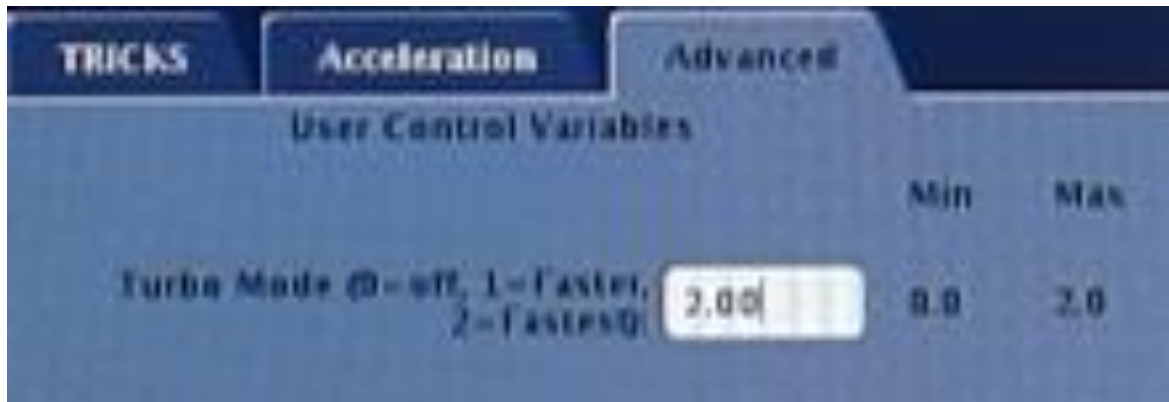 TRICKS Acceleration Advanced
User Control Variables
Min Max
Turbo Mode (0=off, 1=Faster, 2.00 0.0 2.0
2=Fastest):